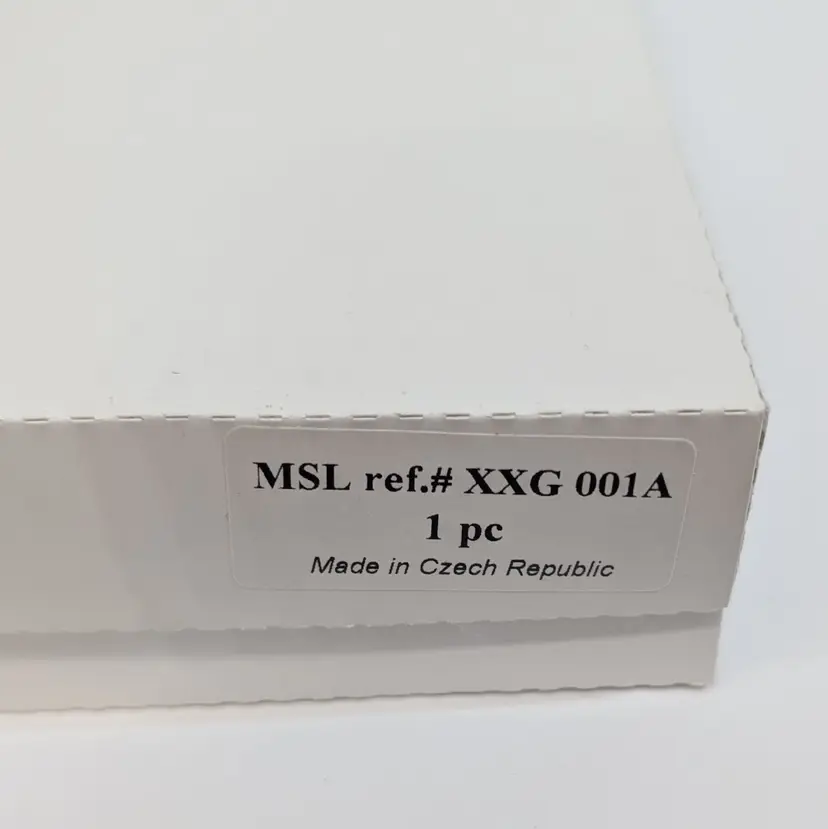 MSL ref.# XXG 001A
1 pc
Made in Czech Republic